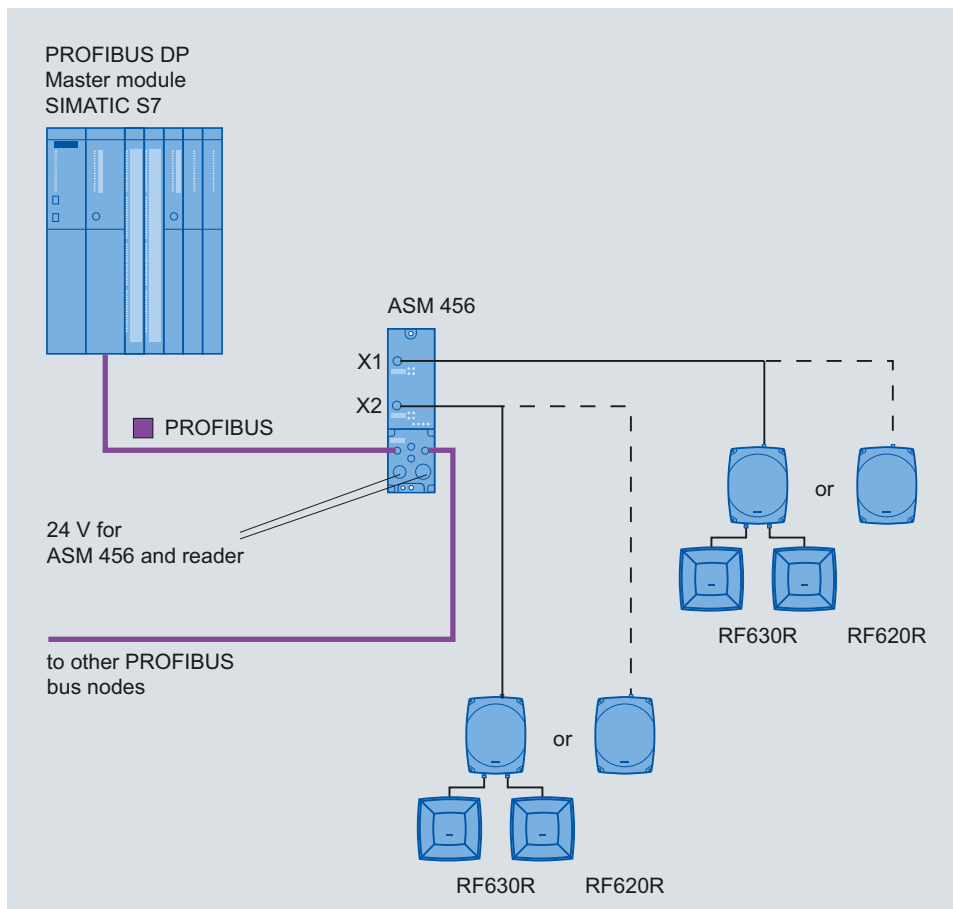 PROFIBUS DP
Master module
SIMATIC S7
ASM 456
X1
X2
PROFIBUS
24 V for
ASM 456 and reader
or
RF630R
RF620R
to other PROFIBUS
bus nodes
or
RF630R
RF620R